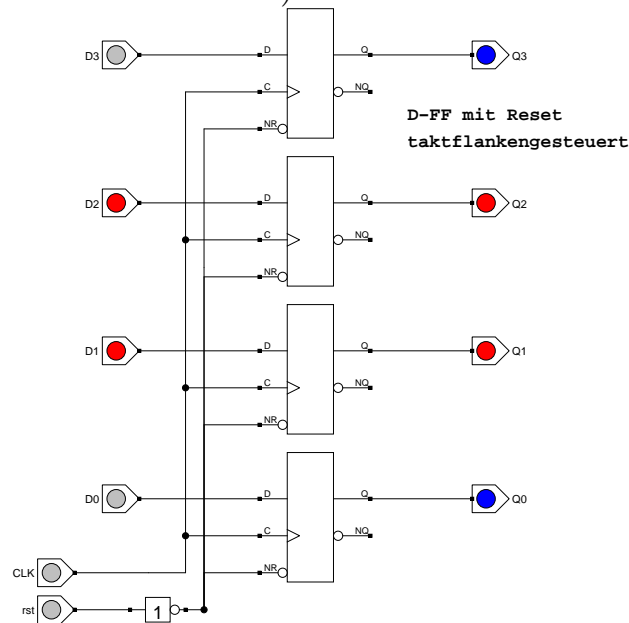 )
D3
D
Q
Q3
C
NQ
NR
D-FF mit Reset
taktflankengesteuert
D2
D
Q
Q2
C
NQ
NR
D1
D
Q
Q1
C
NQ
NR
D0
D
Q
Q0
C
NQ
CLK
NR
rst
1